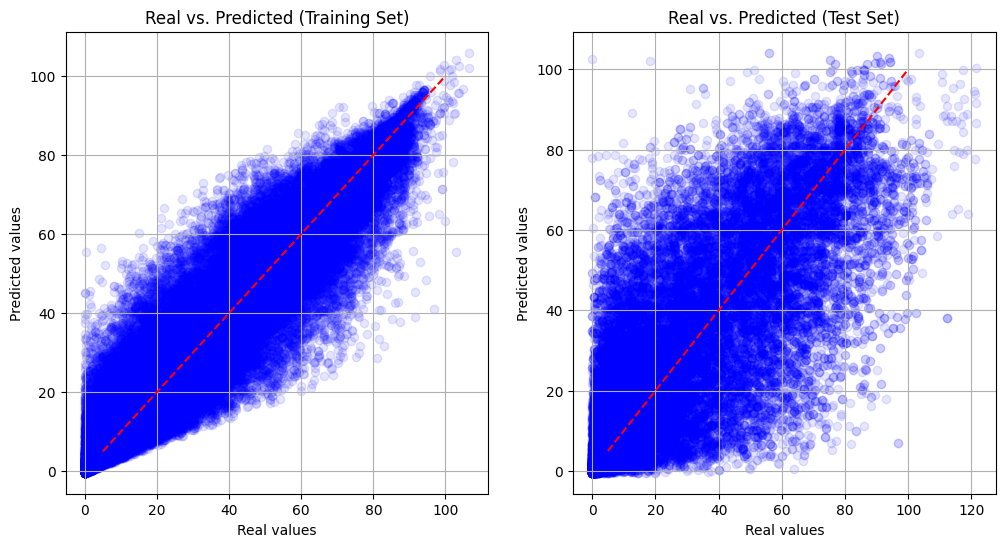 Real vs. Predicted (Training Set)
Predicted values
100
80
60
40
20
0
0 20 40 60 80 100
Real values
Real vs. Predicted (Test Set)
Predicted values
100
80
60
40
20
0
0 20 40 60 80 100 120
Real values